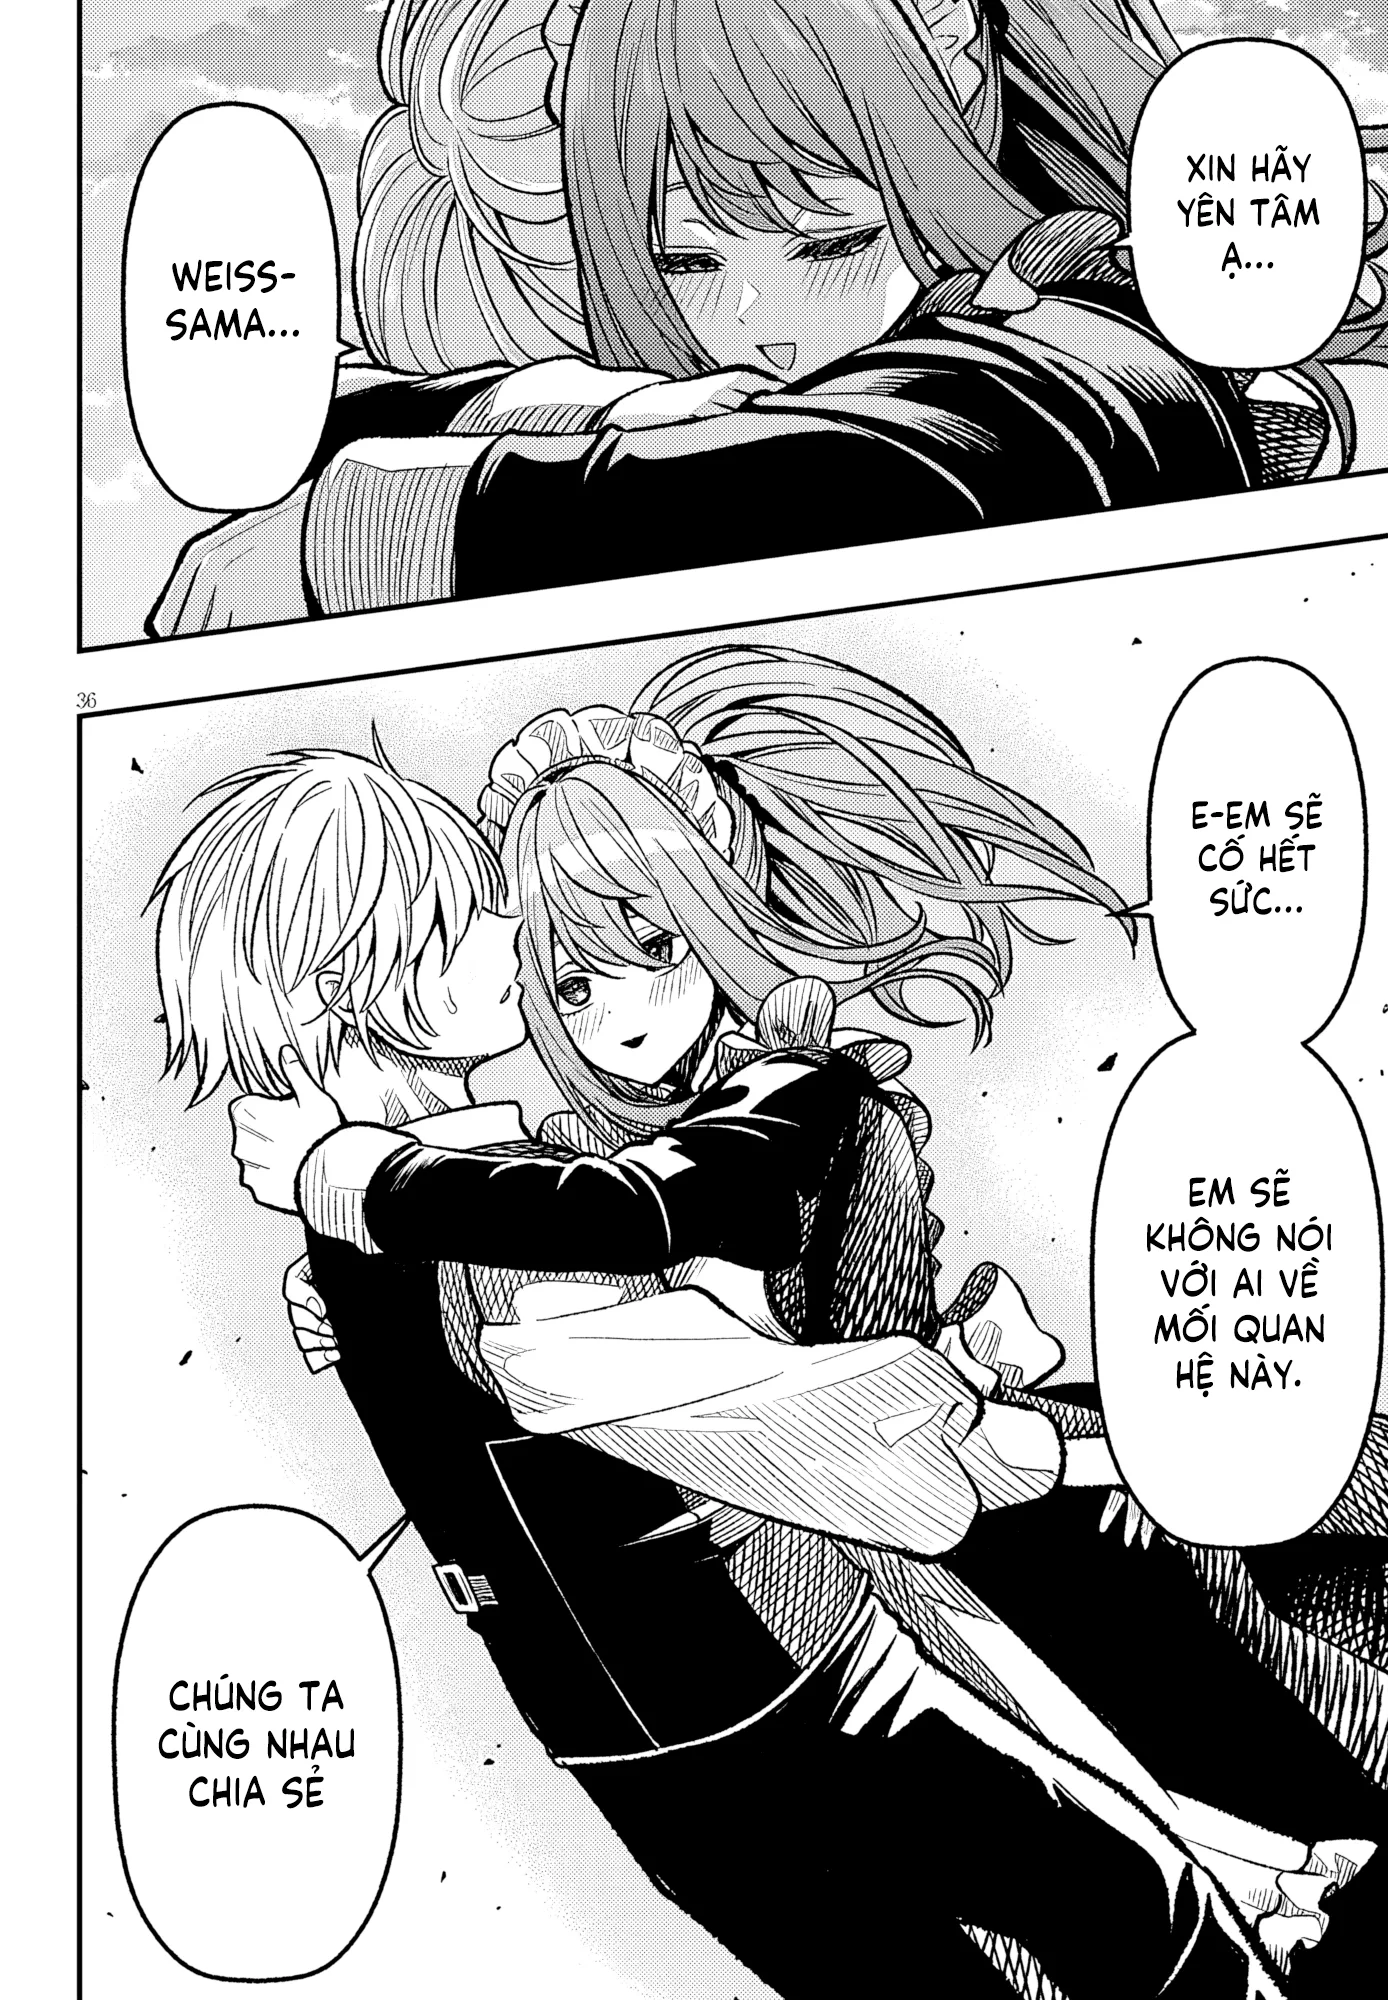 XIN HÃY
YÊN TÂM
Ạ...
WEISS-
SAMA...
36
E-EM SẼ
CỐ HẾT
SỨC...
EM SẼ
KHÔNG NÓI
VỚI AI VỀ
MỐI QUAN
HỆ NÀY.
CHÚNG TA
CÙNG NHAU
CHIA SẺ